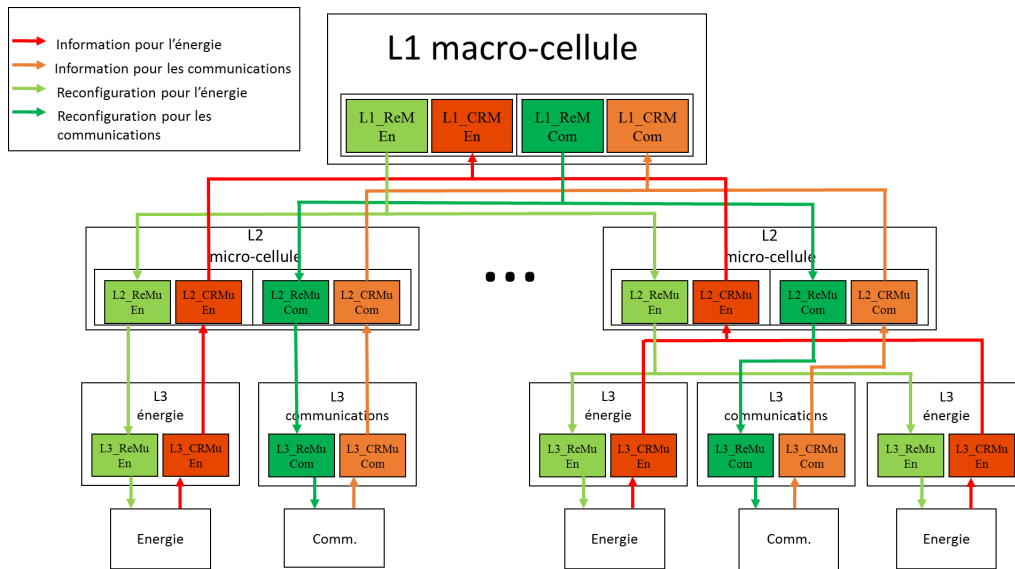 Information pour l'énergie
Information pour les communications
Reconfiguration pour l'énergie
Reconfiguration pour les
communications
L1 macro-cellule
L1_ReM
En
L1_CRM
En
L1_ReM
Com
L1_CRM
Com
L2
micro-cellule
L2_ReMu
En
L2_CRMu
En
L2_ReMu
Com
L2_CRMu
Com
...
L2
micro-cellule
L2_ReMu
En
L2_CRMu
En
L2_ReMu
Com
L2_CRMu
Com
L3
énergie
L3_ReMu
En
L3_CRMu
En
L3
communications
L3_ReMu
Com
L3_CRMu
Com
L3
énergie
L3_ReMu
En
L3_CRMu
En
L3
communications
L3_ReMu
Com
L3_CRMu
Com
L3
énergie
L3_ReMu
En
L3_CRMu
En
Energie
Comm.
Energie
Comm.
Energie